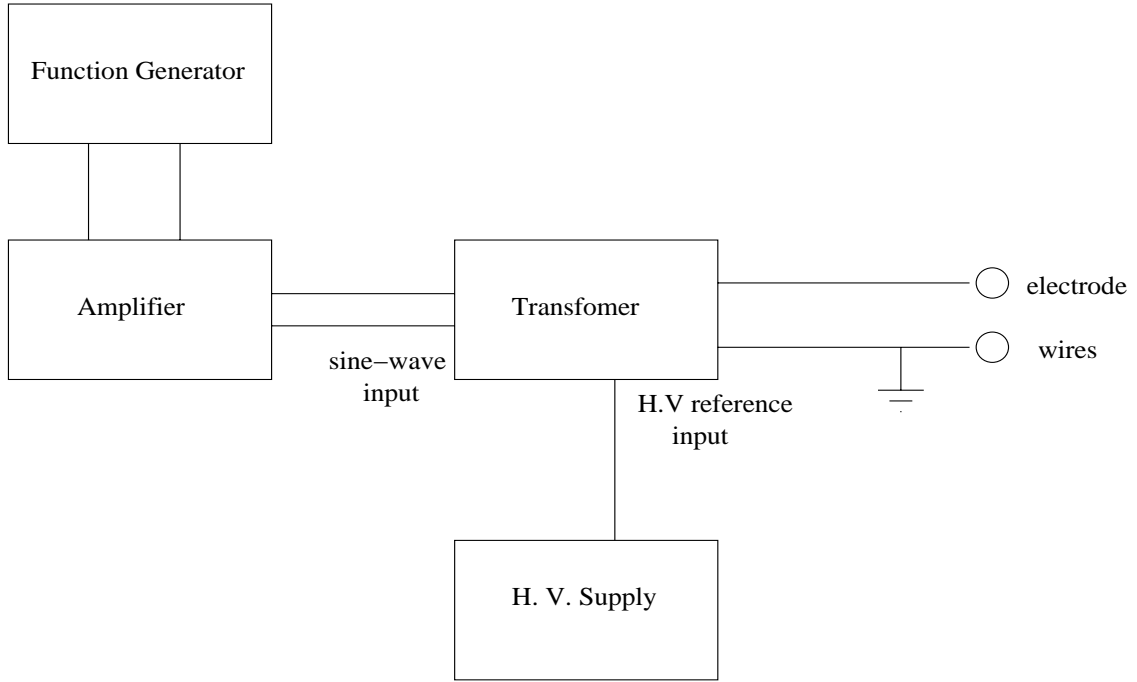 Function Generator
Amplifier
Transfomer
electrode
wires
sine−wave
input
H.V reference
input
H. V. Supply